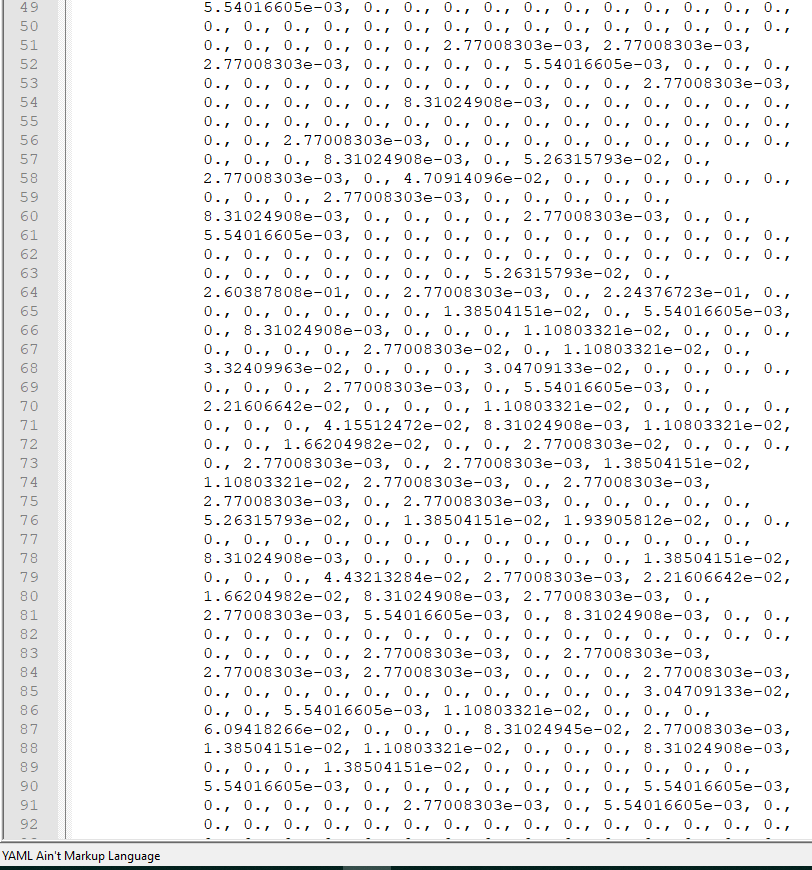 49 5.54016605e-03, 0., 0., 0., 0., 0., 0., 0., 0., 0., 0., 0.,
50 0., 0., 0., 0., 0., 0., 0., 0., 0., 0., 0., 0., 0., 0., 0.,
51 0., 0., 0., 0., 0., 0., 2.77008303e-03, 2.77008303e-03,
52 2.77008303e-03, 0., 0., 0., 0., 5.54016605e-03, 0., 0., 0.,
53 0., 0., 0., 0., 0., 0., 0., 0., 0., 0., 0., 2.77008303e-03,
54 0., 0., 0., 0., 0., 8.31024908e-03, 0., 0., 0., 0., 0., 0.,
55 0., 0., 0., 0., 0., 0., 0., 0., 0., 0., 0., 0., 0., 0., 0.,
56 0., 0., 2.77008303e-03, 0., 0., 0., 0., 0., 0., 0., 0., 0.,
57 0., 0., 0., 8.31024908e-03, 0., 5.26315793e-02, 0.,
58 2.77008303e-03, 0., 4.70914096e-02, 0., 0., 0., 0., 0., 0.,
59 0., 0., 0., 2.77008303e-03, 0., 0., 0., 0., 0.,
60 8.31024908e-03, 0., 0., 0., 0., 2.77008303e-03, 0., 0.,
61 5.54016605e-03, 0., 0., 0., 0., 0., 0., 0., 0., 0., 0., 0.,
62 0., 0., 0., 0., 0., 0., 0., 0., 0., 0., 0., 0., 0., 0., 0.,
63 0., 0., 0., 0., 0., 0., 0., 5.26315793e-02, 0.,
64 2.60387808e-01, 0., 2.77008303e-03, 0., 2.24376723e-01, 0.,
65 0., 0., 0., 0., 0., 0., 1.38504151e-02, 0., 5.54016605e-03,
66 0., 8.31024908e-03, 0., 0., 0., 1.10803321e-02, 0., 0., 0.,
67 0., 0., 0., 0., 2.77008303e-02, 0., 1.10803321e-02, 0.,
68 3.32409963e-02, 0., 0., 0., 3.04709133e-02, 0., 0., 0., 0.,
69 0., 0., 0., 2.77008303e-03, 0., 5.54016605e-03, 0.,
70 2.21606642e-02, 0., 0., 0., 1.10803321e-02, 0., 0., 0., 0.,
71 0., 0., 0., 4.15512472e-02, 8.31024908e-03, 1.10803321e-02,
72 0., 0., 1.66204982e-02, 0., 0., 2.77008303e-02, 0., 0., 0.,
73 0., 2.77008303e-03, 0., 2.77008303e-03, 1.38504151e-02,
74 1.10803321e-02, 2.77008303e-03, 0., 2.77008303e-03,
75 2.77008303e-03, 0., 2.77008303e-03, 0., 0., 0., 0., 0.,
76 5.26315793e-02, 0., 1.38504151e-02, 1.93905812e-02, 0., 0.,
77 0., 0., 0., 0., 0., 0., 0., 0., 0., 0., 0., 0., 0., 0.,
78 8.31024908e-03, 0., 0., 0., 0., 0., 0., 0., 1.38504151e-02,
79 0., 0., 0., 4.43213284e-02, 2.77008303e-03, 2.21606642e-02,
80 1.66204982e-02, 8.31024908e-03, 2.77008303e-03, 0.,
81 2.77008303e-03, 5.54016605e-03, 0., 8.31024908e-03, 0., 0.,
82 0., 0., 0., 0., 0., 0., 0., 0., 0., 0., 0., 0., 0., 0., 0.,
83 0., 0., 0., 0., 2.77008303e-03, 0., 2.77008303e-03,
84 2.77008303e-03, 2.77008303e-03, 0., 0., 0., 2.77008303e-03,
85 0., 0., 0., 0., 0., 0., 0., 0., 0., 0., 0., 3.04709133e-02,
86 0., 0., 5.54016605e-03, 1.10803321e-02, 0., 0., 0.,
87 6.09418266e-02, 0., 0., 0., 8.31024945e-02, 2.77008303e-03,
88 1.38504151e-02, 1.10803321e-02, 0., 0., 0., 8.31024908e-03,
89 0., 0., 0., 1.38504151e-02, 0., 0., 0., 0., 0., 0., 0.,
90 5.54016605e-03, 0., 0., 0., 0., 0., 0., 0., 5.54016605e-03,
91 0., 0., 0., 0., 0., 2.77008303e-03, 0., 5.54016605e-03, 0.,
92 0., 0., 0., 0., 0., 0., 0., 0., 0., 0., 0., 0., 0., 0., 0.,
YAML Ain't Markup Language